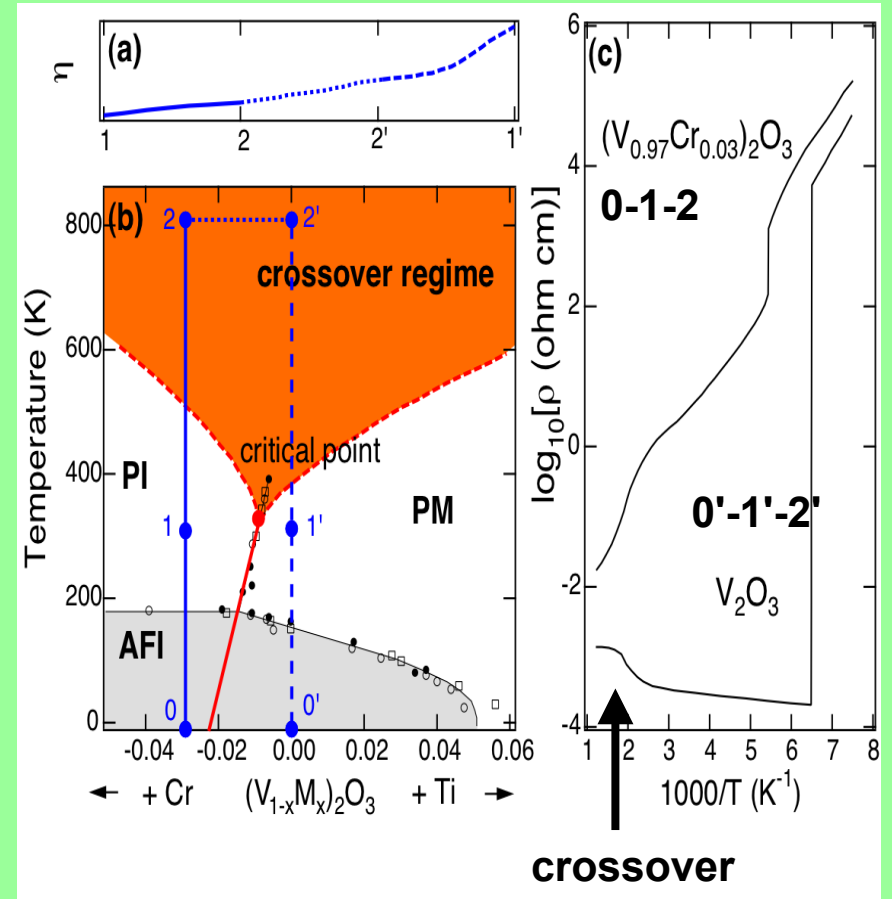 (a)
η
1 2 2' 1'
(b)
Temperature (K)
800
600
400
200
0
2 2'
crossover regime
critical point
PI
PM
1 1'
AFI
0 0'
-0.04 -0.02 0.00 0.02 0.04 0.06
+ Cr (V1-xMx)2O3 + Ti
(c)
log10[ρ (ohm cm)]
6
4
2
0
-2
-4
(V0.97Cr0.03)2O3
0-1-2
0'-1'-2'
V2O3
1 2 3 4 5 6 7 8
1000/T (K-1)
crossover